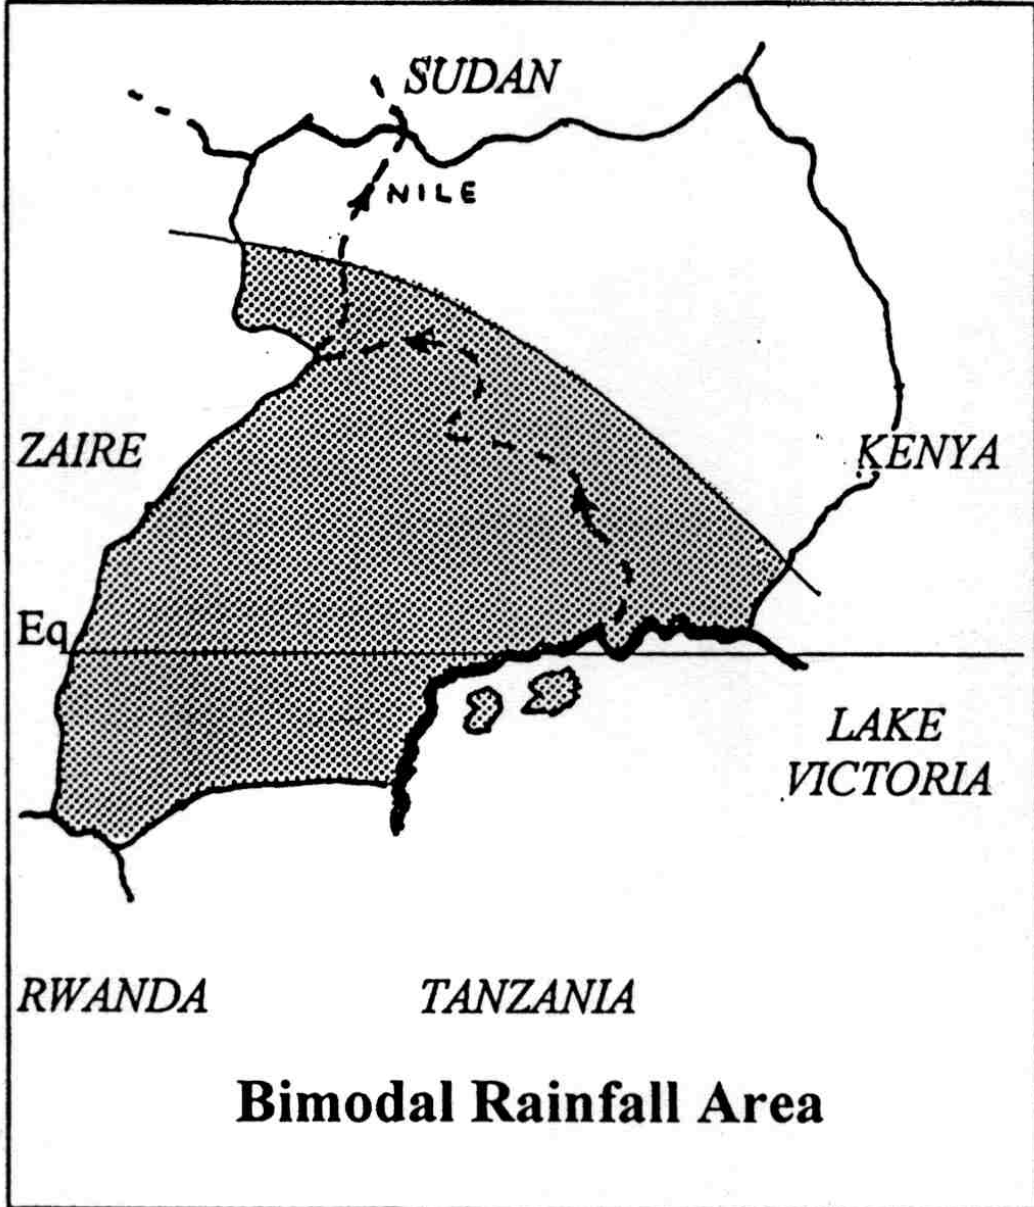 SUDAN
NILE
ZAIRE
KENYA
Eq
LAKE
VICTORIA
RWANDA
TANZANIA
Bimodal Rainfall Area